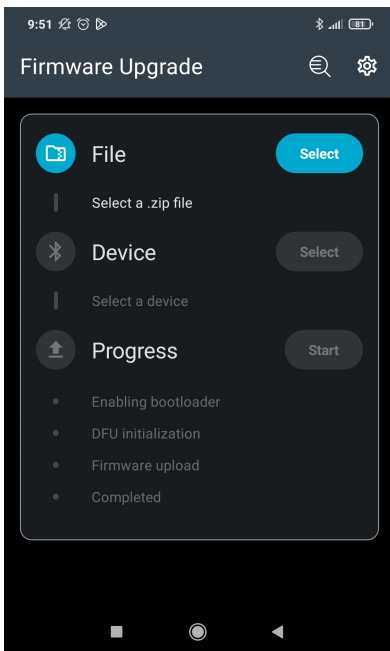 9:51
81
Firmware Upgrade
File
Select
Select a .zip file
Device
Select
Select a device
Progress
Start
Enabling bootloader
DFU initialization
Firmware upload
Completed